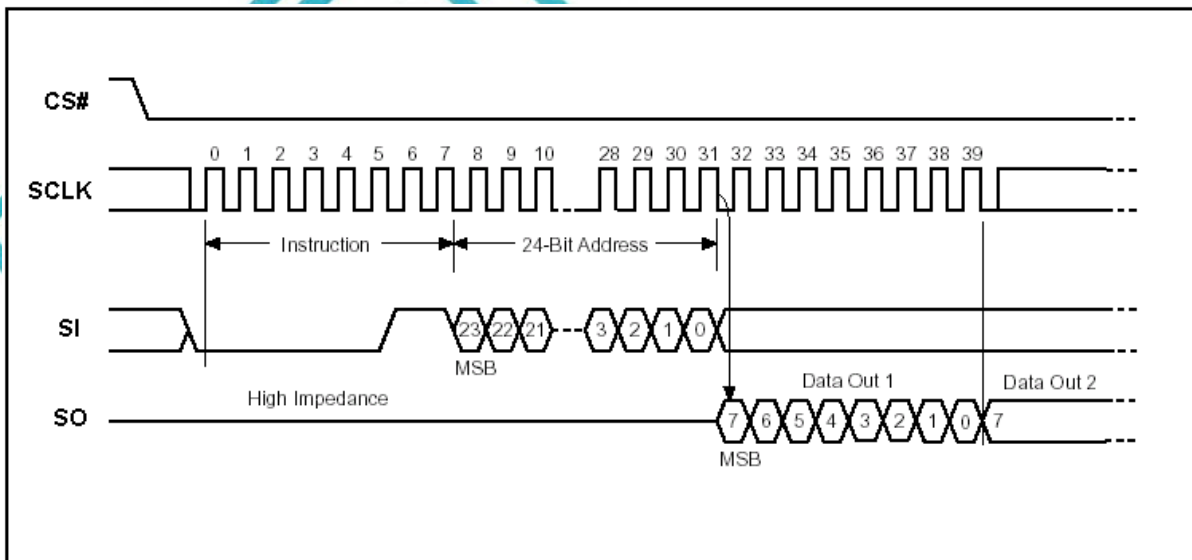 CS#
0 1 2 3 4 5 6 7 8 9 10 28 29 30 31 32 33 34 35 36 37 38 39
SCLK
Instruction 24-Bit Address
SI 23 22 21 3 2 1 0
MSB
High Impedance Data Out 1 Data Out 2
SO 7 6 5 4 3 2 1 0 7
MSB